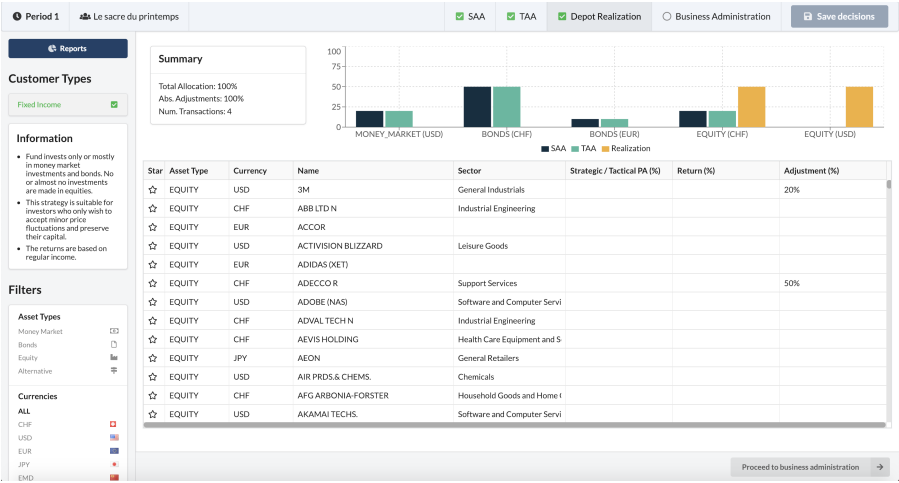 Period 1
Le sacre du printemps
SAA
TAA
Depot Realization
Business Administration
Save decisions
Reports
Customer Types
Fixed Income
Information
Fund invests only or mostly
in money market
investments and bonds. No
or almost no investments
are made in equities.
This strategy is suitable for
investors who only wish to
accept minor price
fluctuations and preserve
their capital.
The returns are based on
regular income.
Filters
Asset Types
Money Market
Bonds
Equity
Alternative
Currencies
ALL
CHF
USD
EUR
JPY
EMD
Summary
Total Allocation: 100%
Abs. Adjustments: 100%
Num. Transactions: 4
100
75
50
25
0
MONEY_MARKET (USD)
BONDS (CHF)
BONDS (EUR)
EQUITY (CHF)
EQUITY (USD)
SAA TAA Realization
Star Asset Type Currency Name Sector Strategic / Tactical PA (%) Return (%) Adjustment (%)
EQUITY USD 3M General Industrials 20%
EQUITY CHF ABB LTD N Industrial Engineering
EQUITY EUR ACCOR
EQUITY USD ACTIVISION BLIZZARD Leisure Goods
EQUITY EUR ADIDAS (XET)
EQUITY CHF ADECCO R Support Services 50%
EQUITY USD ADOBE (NAS) Software and Computer Servi
EQUITY CHF ADVAL TECH N Industrial Engineering
EQUITY CHF AEVIS HOLDING Health Care Equipment and S
EQUITY JPY AEON General Retailers
EQUITY USD AIR PRDS.& CHEMS. Chemicals
EQUITY CHF AFG ARBONIA-FORSTER Household Goods and Home
EQUITY USD AKAMAI TECHS. Software and Computer Servi
Proceed to business administration